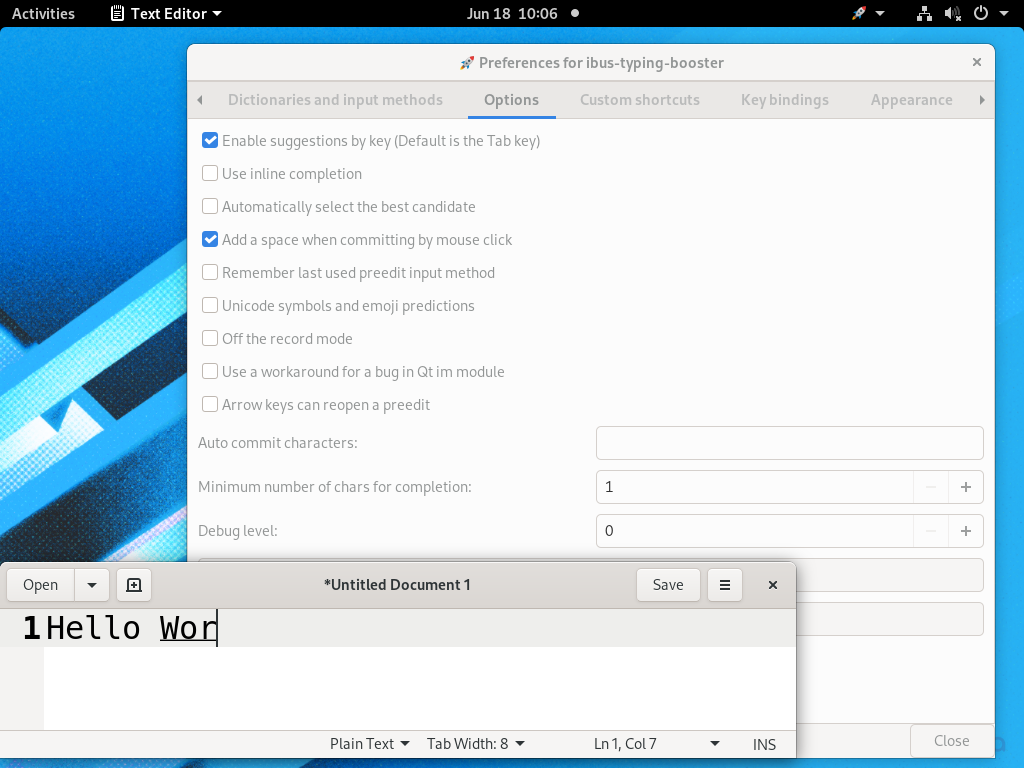 Activities Text Editor Jun 18 10:06
Preferences for ibus-typing-booster
Dictionaries and input methods Options Custom shortcuts Key bindings Appearance
Enable suggestions by key (Default is the Tab key)
Use inline completion
Automatically select the best candidate
Add a space when committing by mouse click
Remember last used preedit input method
Unicode symbols and emoji predictions
Off the record mode
Use a workaround for a bug in Qt im module
Arrow keys can reopen a preedit
Auto commit characters:
Minimum number of chars for completion: 1
Debug level: 0
Open *Untitled Document 1 Save
1 Hello Wor
Plain Text Tab Width: 8 Ln 1, Col 7 INS
Close